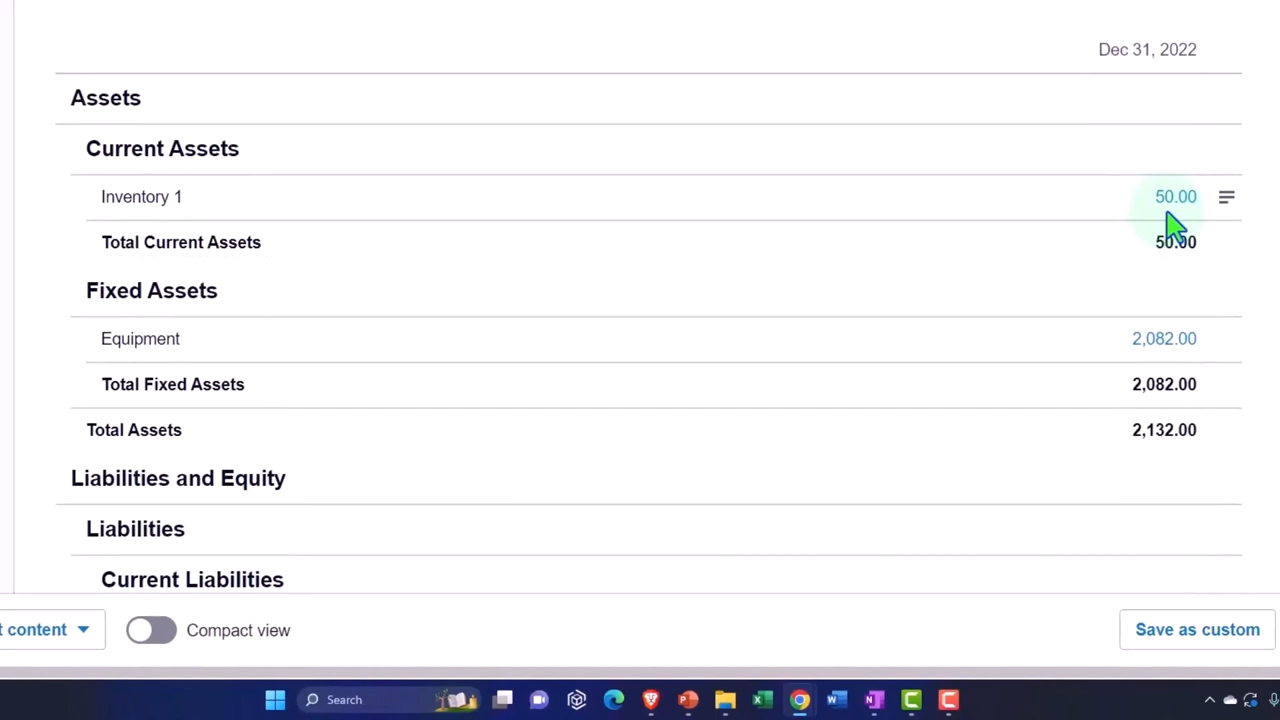 Dec 31, 2022
Assets
Current Assets
Inventory 1 50.00
Total Current Assets 50.00
Fixed Assets
Equipment 2,082.00
Total Fixed Assets 2,082.00
Total Assets 2,132.00
Liabilities and Equity
Liabilities
Current Liabilities
t content Compact view Save as custom
Search